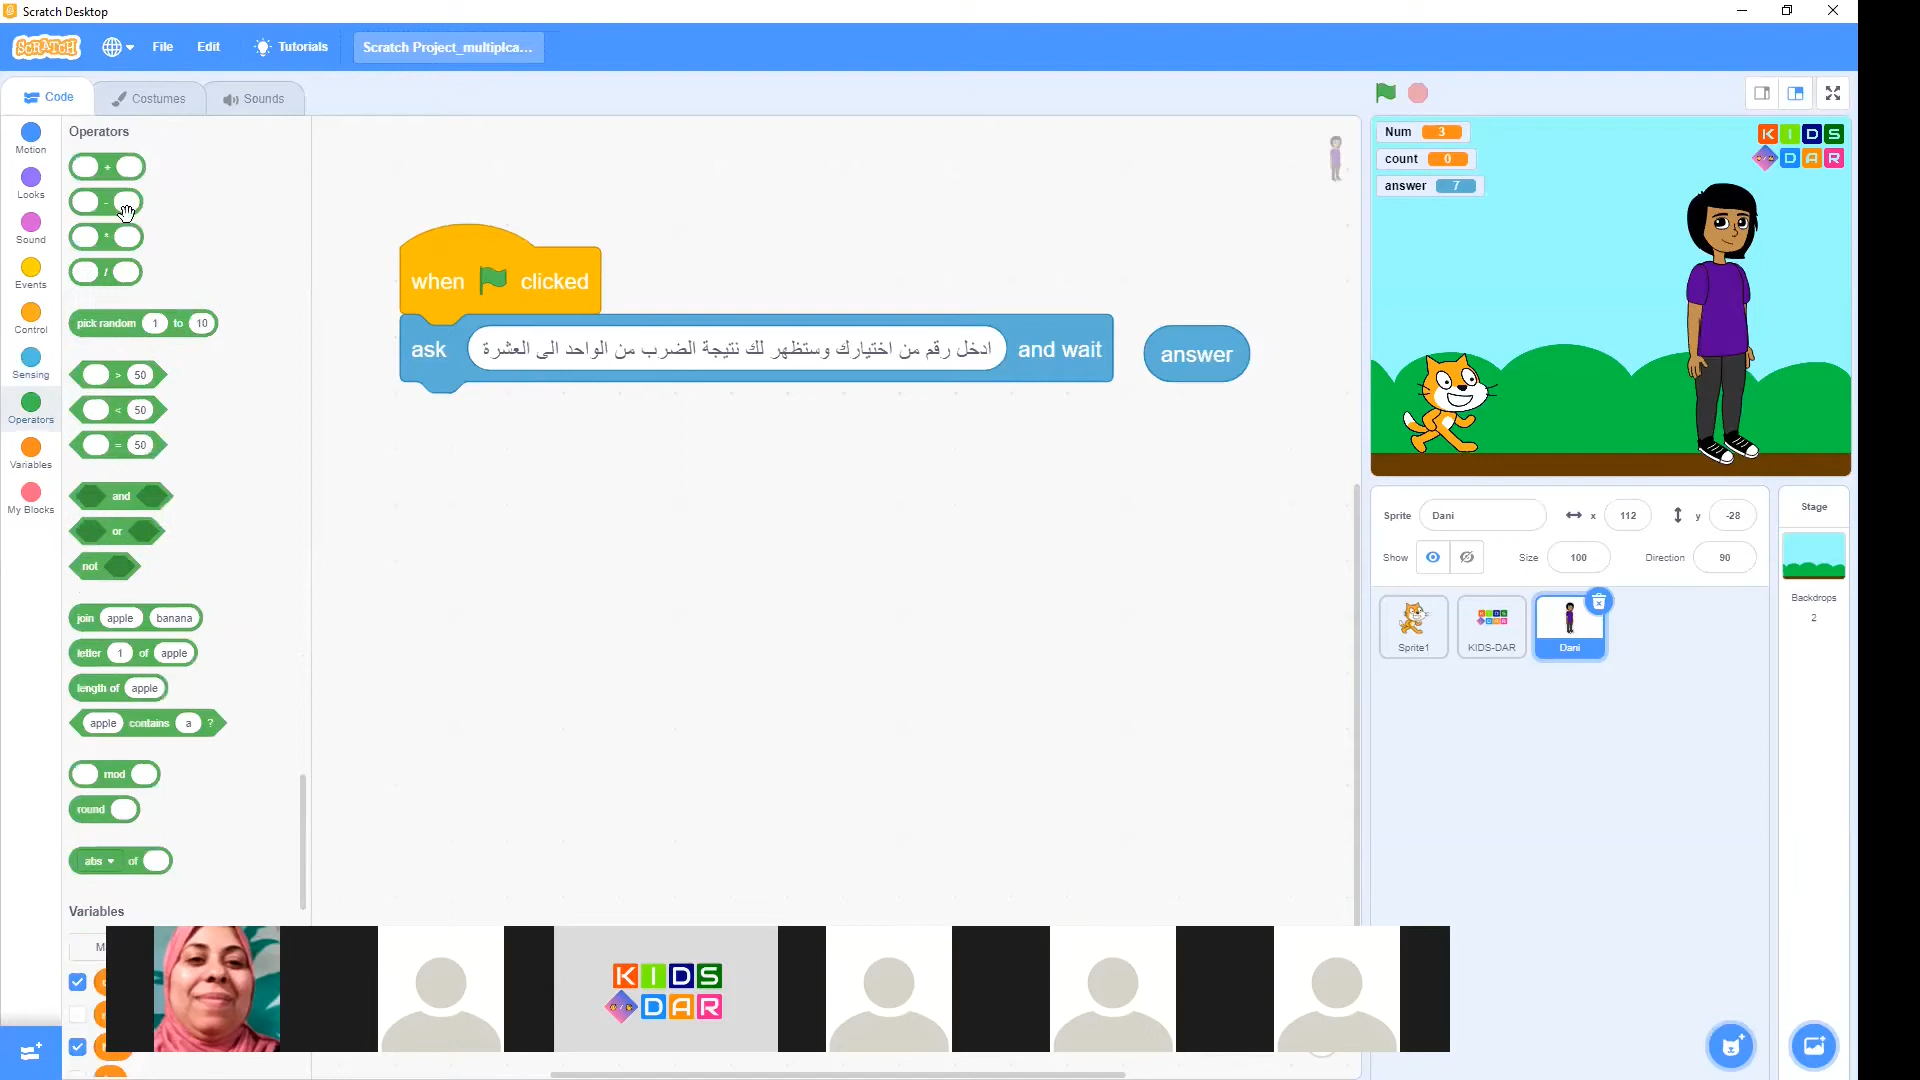 Scratch Desktop
SCRATCH
File
Edit
Tutorials
Scratch Project_multiplca...
Code
Costumes
Sounds
Motion
Looks
Sound
Events
Control
Sensing
Operators
Variables
My Blocks
Operators
+
-
*
/
pick random 1 to 10
> 50
< 50
= 50
and
or
not
join apple banana
letter 1 of apple
length of apple
apple contains a ?
mod
round
abs of
Variables
when clicked
ask ادخل رقم من اختيارك وستظهر لك نتيجة الضرب من الواحد الى العشرة and wait
answer
Num 3
count 0
answer 7
KIDS
DAR
Sprite Dani x 112 y -28
Show Size 100 Direction 90
Sprite1
KIDS-DAR
Dani
Stage
Backdrops
2
KIDS
DAR